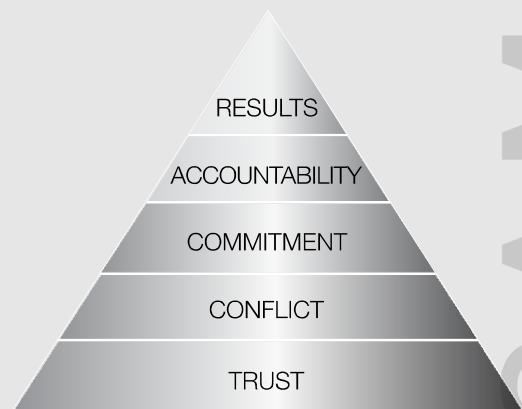 RESULTS
ACCOUNTABILITY
COMMITMENT
CONFLICT
TRUST